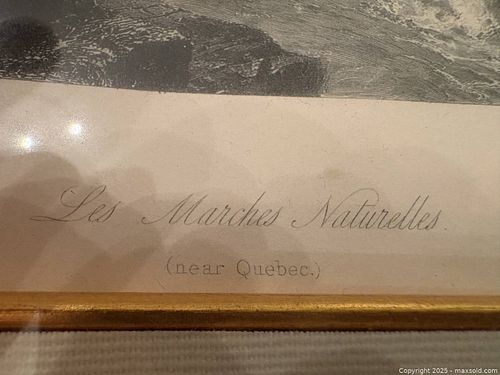 Les Marches Naturelles.
(near Quebec.)
Copyright 2025 - maxsold.com